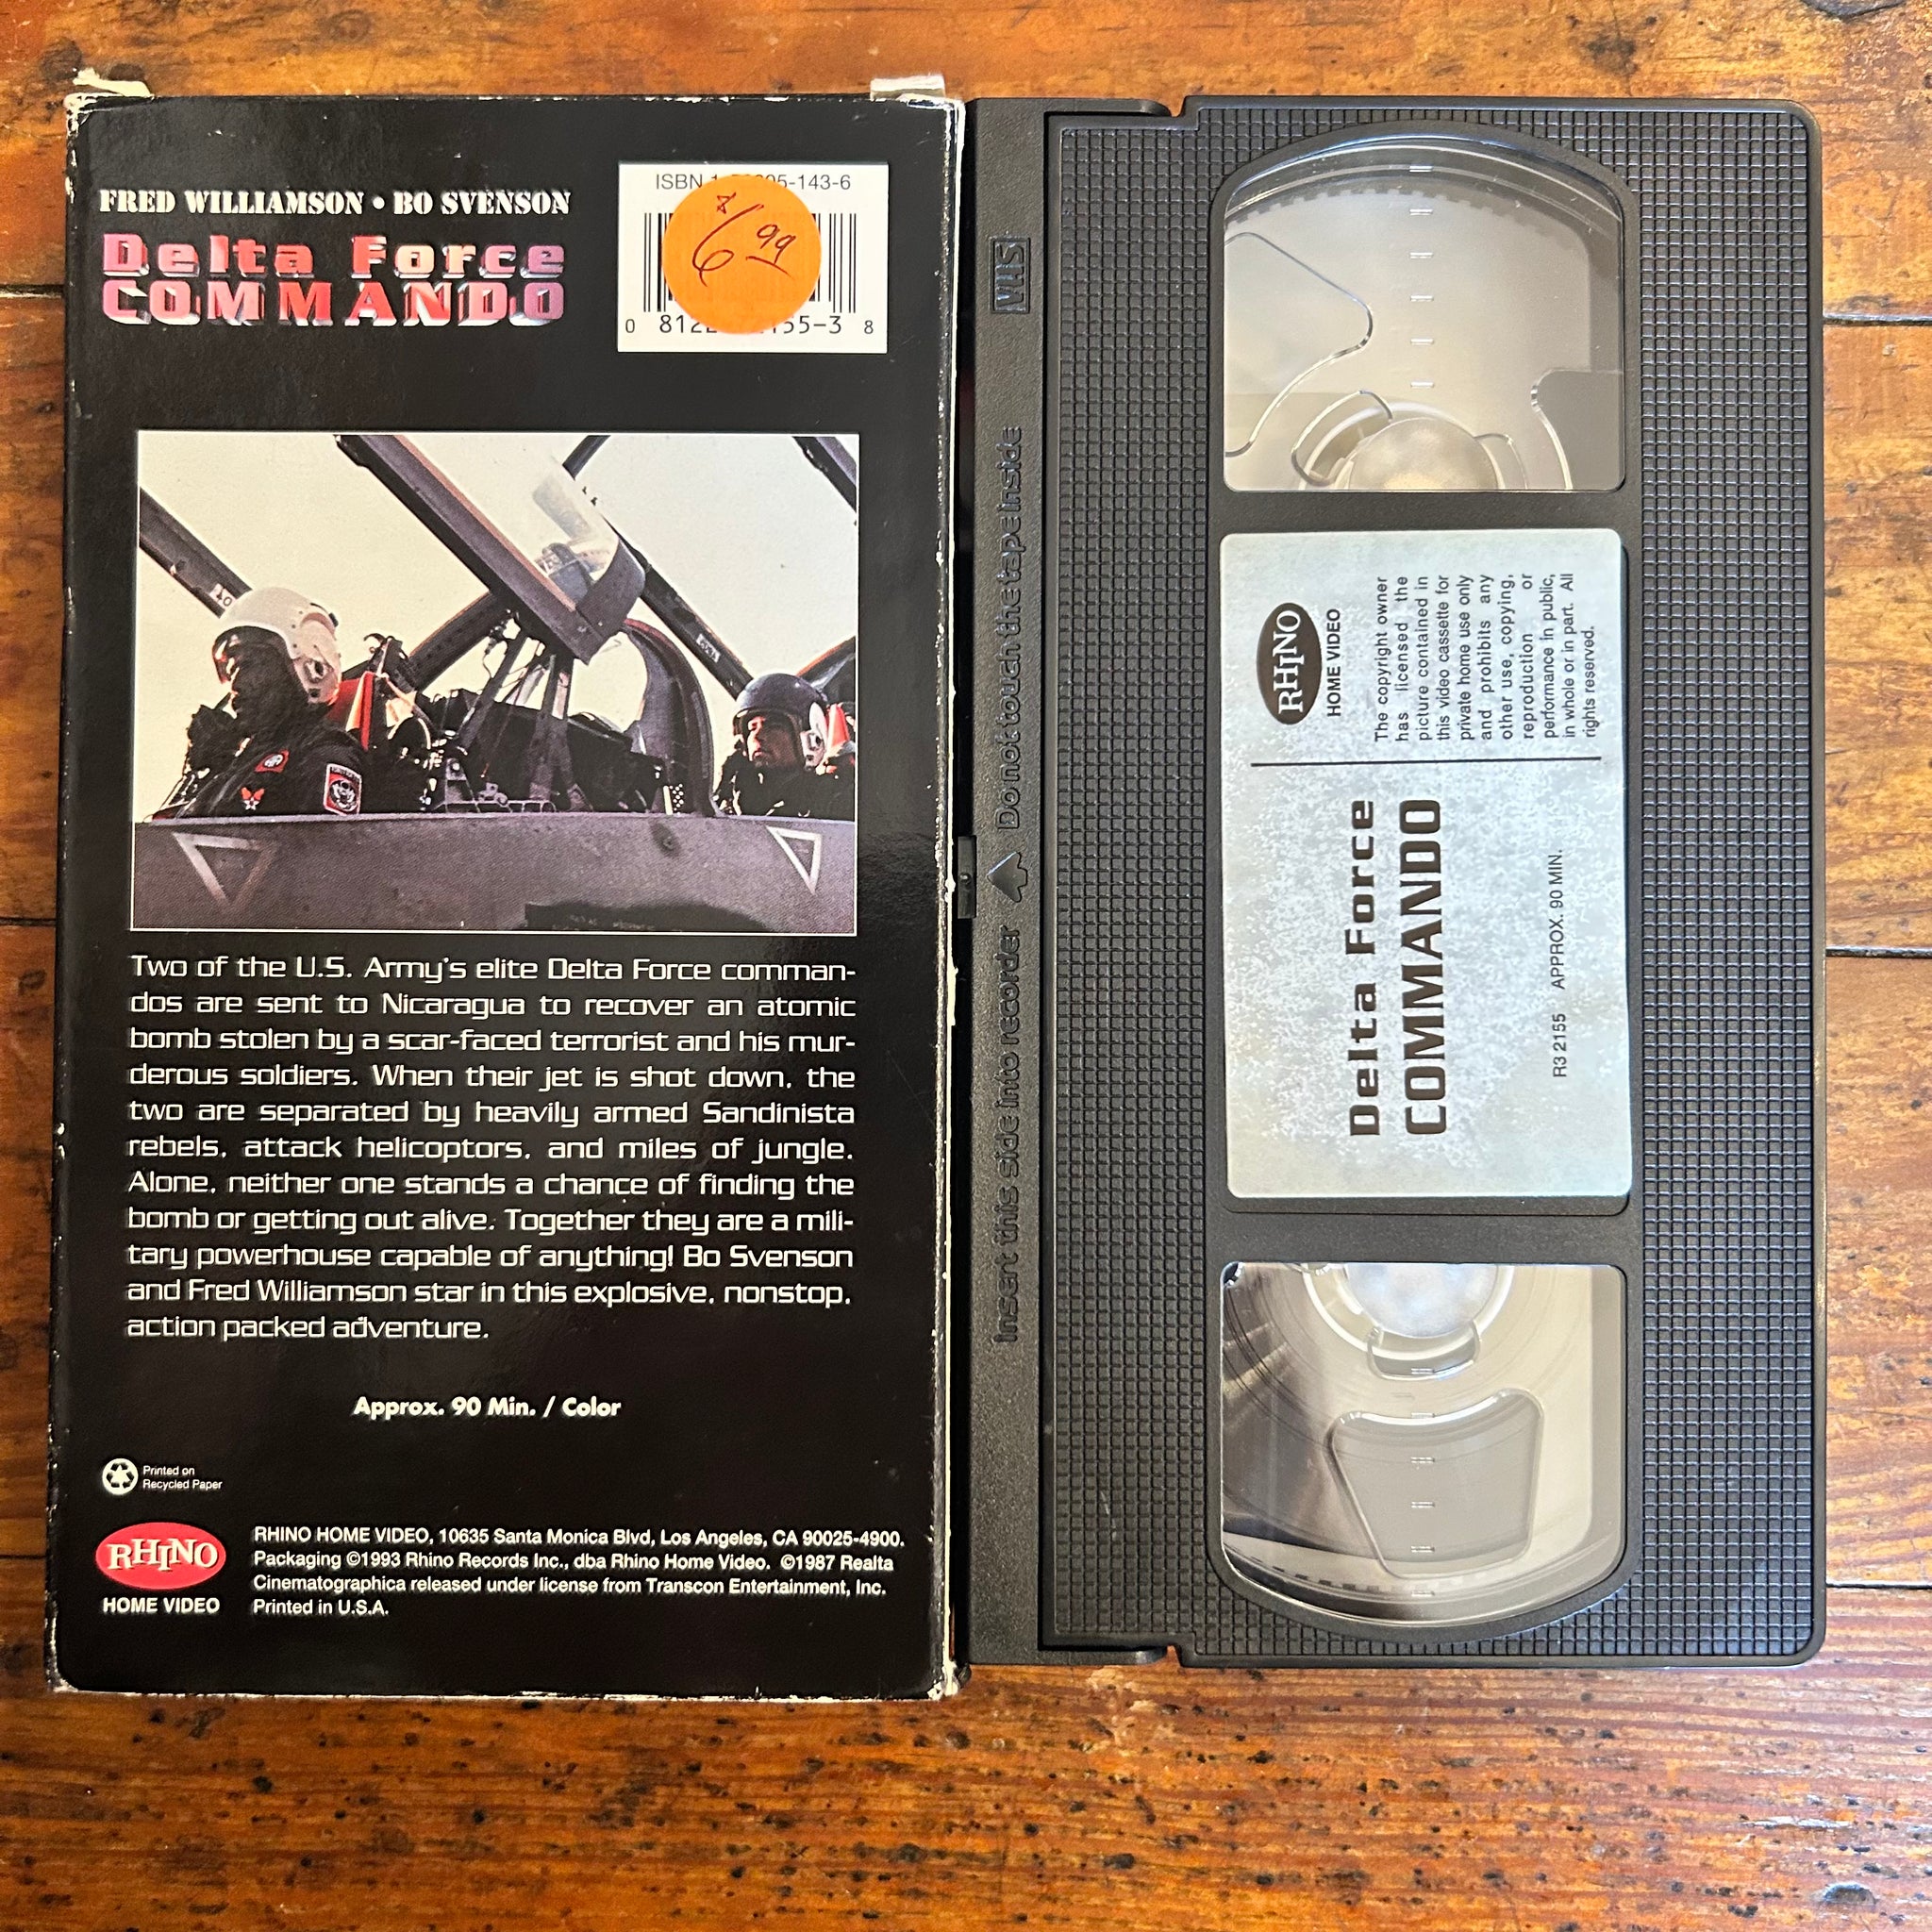 FRED WILLIAMSON • BO SVENSON
Delta Force
COMMANDO
ISBN 1- -143-6
$6 99
0 812 155-3 8
Two of the U.S. Army's elite Delta Force comman-
dos are sent to Nicaragua to recover an atomic
bomb stolen by a scar-faced terrorist and his mur-
derous soldiers. When their jet is shot down, the
two are separated by heavily armed Sandinista
rebels, attack helicoptors, and miles of jungle.
Alone, neither one stands a chance of finding the
bomb or getting out alive. Together they are a mili-
tary powerhouse capable of anything! Bo Svenson
and Fred Williamson star in this explosive, nonstop,
action packed adventure.
Approx. 90 Min. / Color
Printed on
Recycled Paper
RHINO
HOME VIDEO
RHINO HOME VIDEO, 10635 Santa Monica Blvd, Los Angeles, CA 90025-4900.
Packaging ©1993 Rhino Records Inc., dba Rhino Home Video. ©1987 Realta
Cinematographica released under license from Transcon Entertainment, Inc.
Printed in U.S.A.
VHS
Insert this side into recorder Do not touch the tape inside
Delta Force
COMMANDO
R3 2155 APPROX. 90 MIN.
RHINO
HOME VIDEO
The copyright owner
has licensed the
picture contained in
this video cassette for
private home use only
and prohibits any
other use, copying,
reproduction or
performance in public,
in whole or in part. All
rights reserved.